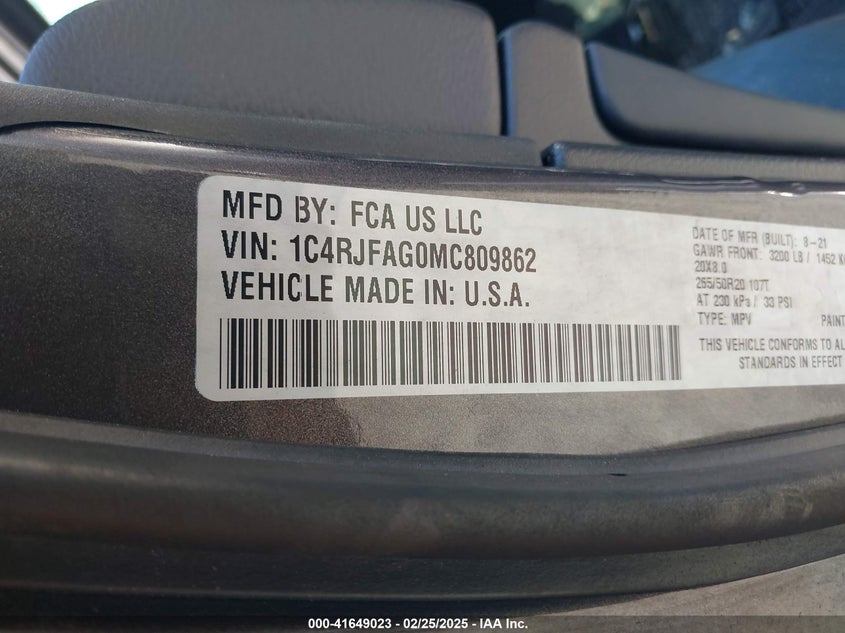 MFD BY: FCA US LLC
VIN: 1C4RJFAG0MC809862
VEHICLE MADE IN: U.S.A.
DATE OF MFR (BUILT): 8-21
GAWR FRONT: 3200 LB / 1452 K
20X8.0
265/50R20 107T
AT 230 kPa / 33 PSI
TYPE: MPV PAINT
THIS VEHICLE CONFORMS TO AL
STANDARDS IN EFFECT
000-41649023 - 02/25/2025 - IAA Inc.